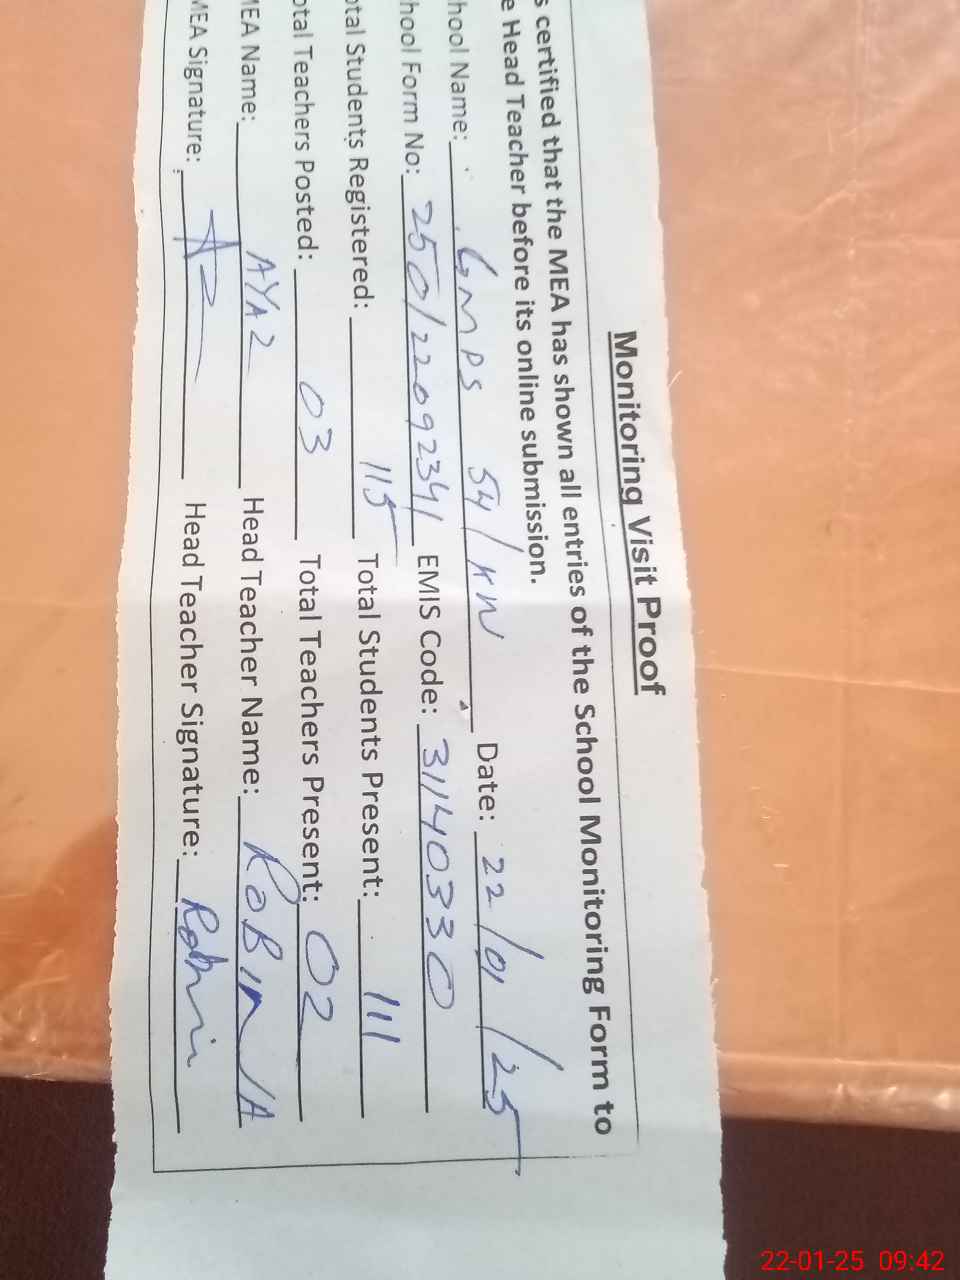 Monitoring Visit Proof
s certified that the MEA has shown all entries of the School Monitoring Form to
e Head Teacher before its online submission.
hool Name: GMPS 54/KW Date: 22/01/25
hool Form No: 250122092341 EMIS Code: 31140330
otal Students Registered: 115 Total Students Present: 111
otal Teachers Posted: 03 Total Teachers Present: 02
MEA Name: AYAZ Head Teacher Name: ROBINA
MEA Signature: AZ Head Teacher Signature: Robin
22-01-25 09:42